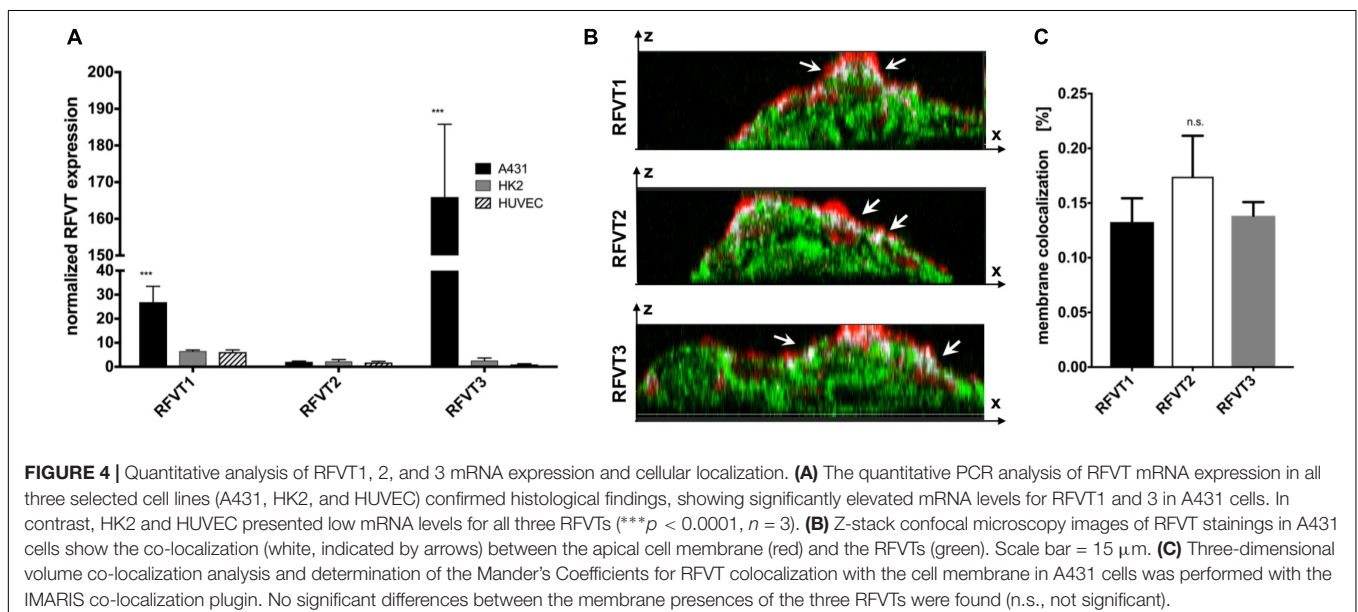 A
normalized RFVT expression
200
190
180
170
160
150
40
30
20
10
0
***
***
A431
HK2
HUVEC
RFVT1
RFVT2
RFVT3
B
z
RFVT1
x
z
RFVT2
x
z
RFVT3
x
C
membrane colocalization [%]
0.25
0.20
0.15
0.10
0.05
0.00
n.s.
RFVT1
RFVT2
RFVT3
FIGURE 4 | Quantitative analysis of RFVT1, 2, and 3 mRNA expression and cellular localization. (A) The quantitative PCR analysis of RFVT mRNA expression in all
three selected cell lines (A431, HK2, and HUVEC) confirmed histological findings, showing significantly elevated mRNA levels for RFVT1 and 3 in A431 cells. In
contrast, HK2 and HUVEC presented low mRNA levels for all three RFVTs (***p < 0.0001, n = 3). (B) Z-stack confocal microscopy images of RFVT stainings in A431
cells show the co-localization (white, indicated by arrows) between the apical cell membrane (red) and the RFVTs (green). Scale bar = 15 μm. (C) Three-dimensional
volume co-localization analysis and determination of the Mander's Coefficients for RFVT colocalization with the cell membrane in A431 cells was performed with the
IMARIS co-localization plugin. No significant differences between the membrane presences of the three RFVTs were found (n.s., not significant).